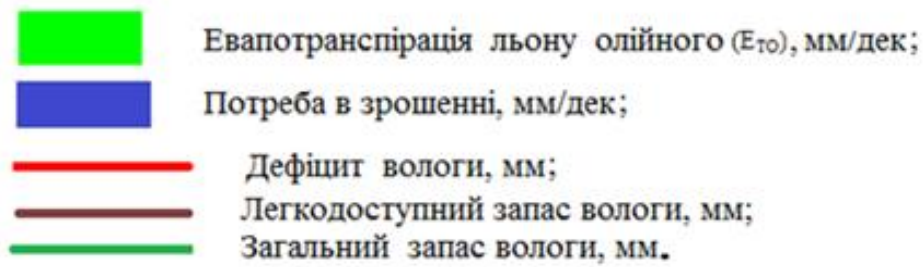 Евапотранспірація льону олійного (ETO), мм/дек;
Потреба в зрошенні, мм/дек;
Дефіцит вологи, мм;
Легкодоступний запас вологи, мм;
Загальний запас вологи, мм.